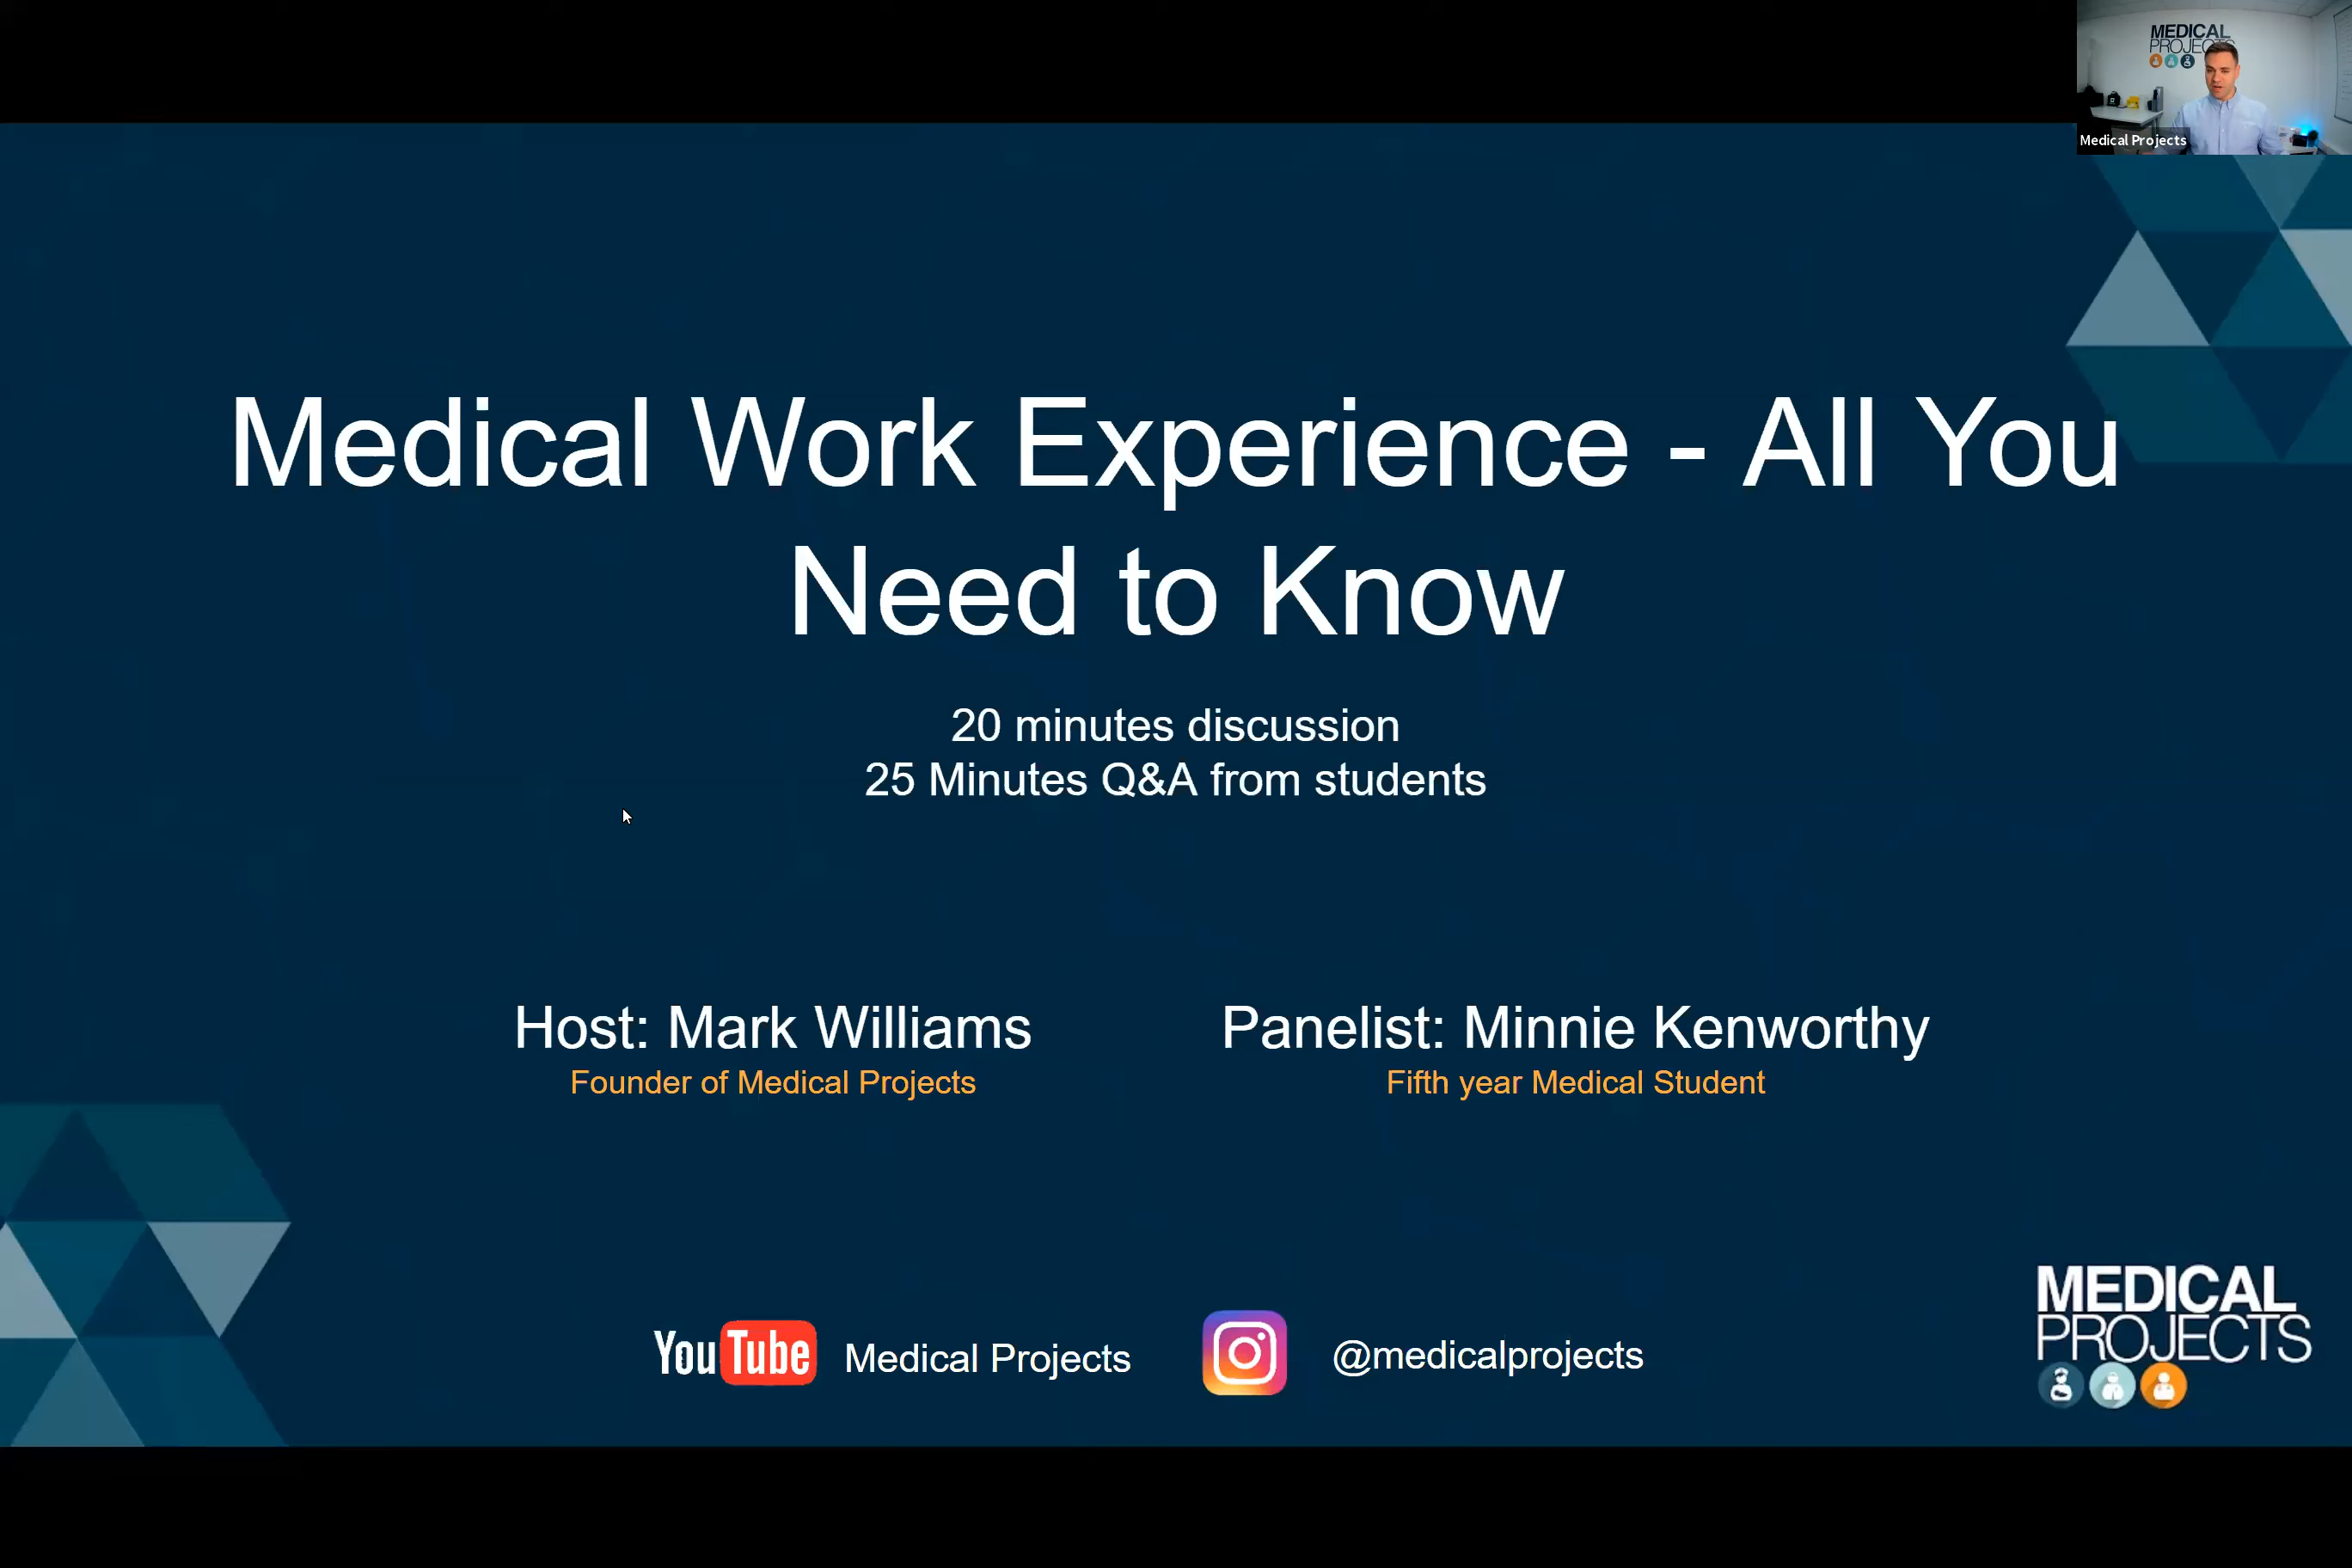 MEDICAL
PROJECTS
Medical Projects
Medical Work Experience - All You
Need to Know
20 minutes discussion
25 Minutes Q&A from students
Host: Mark Williams
Founder of Medical Projects
Panelist: Minnie Kenworthy
Fifth year Medical Student
YouTube Medical Projects
@medicalprojects
MEDICAL
PROJECTS